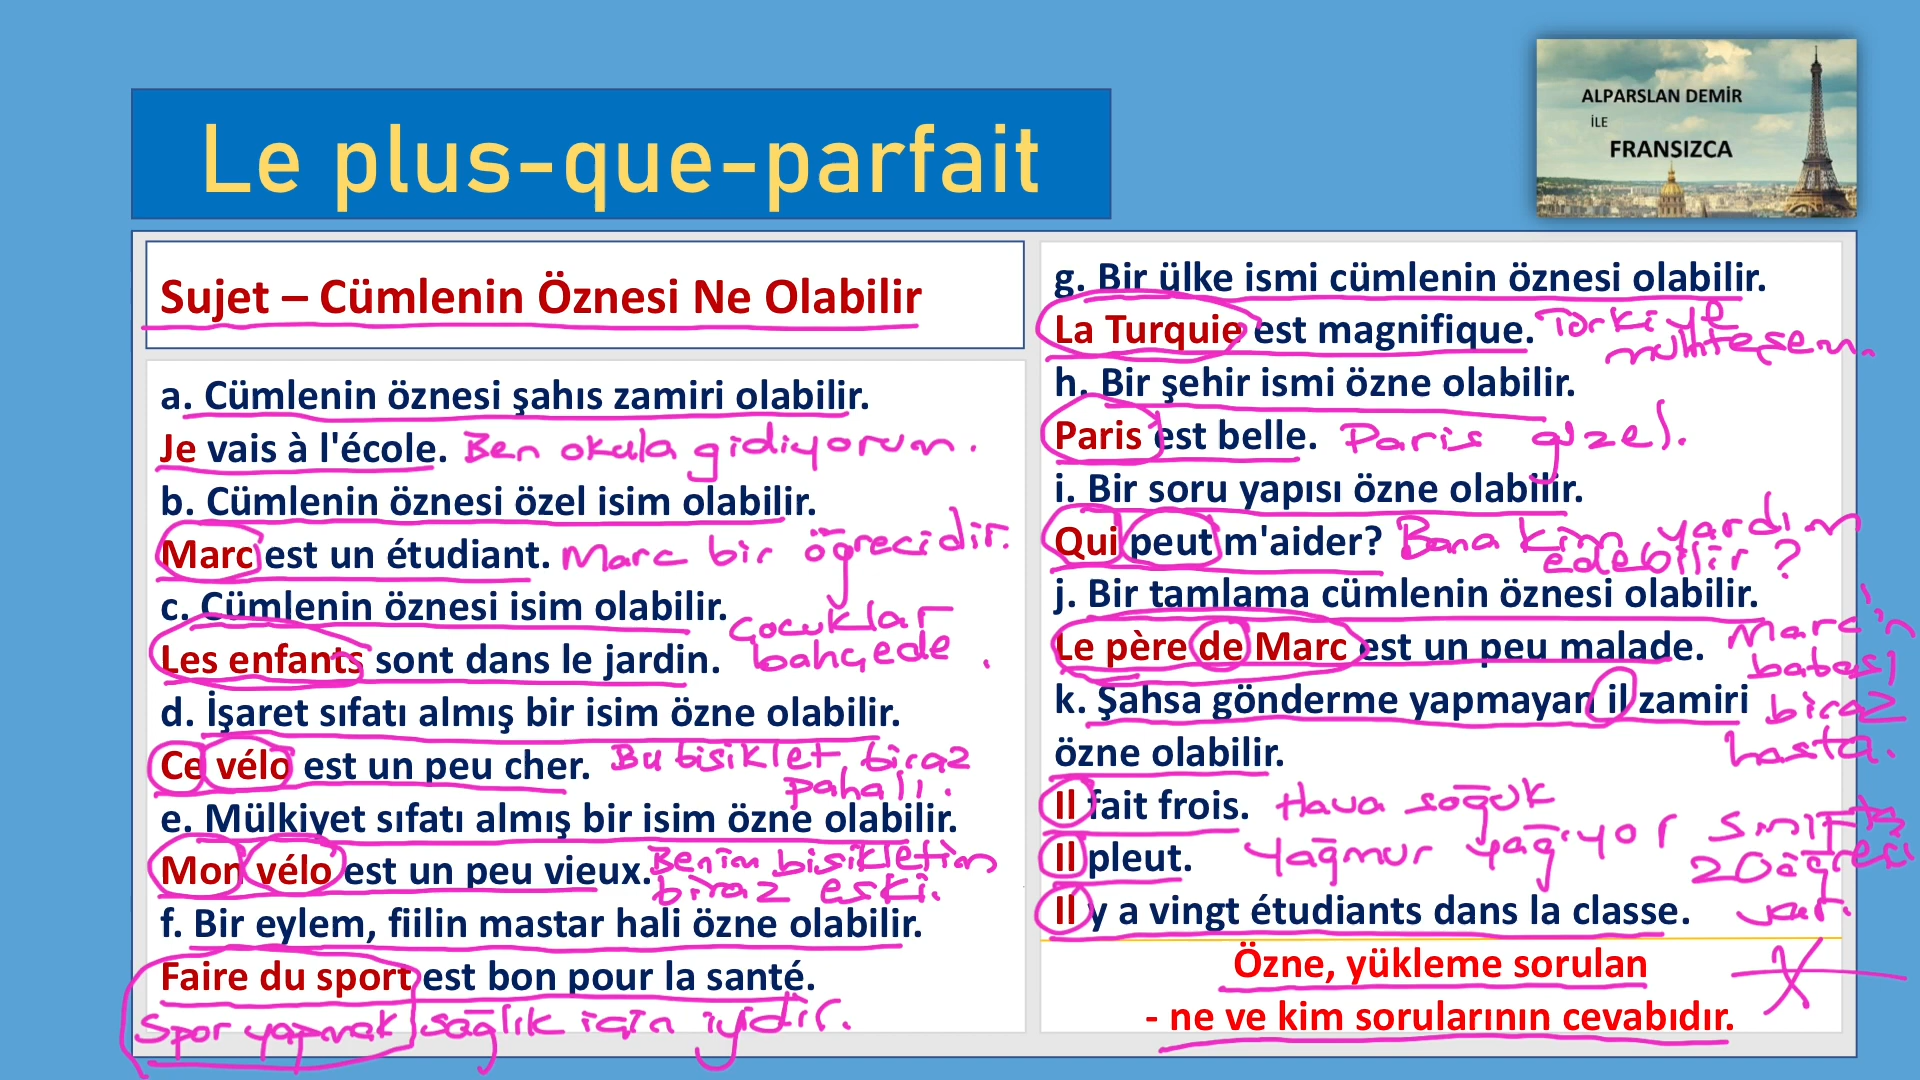 ALPARSLAN DEMİR
İLE
FRANSIZCA
Le plus-que-parfait
Sujet – Cümlenin Öznesi Ne Olabilir
a. Cümlenin öznesi şahıs zamiri olabilir.
Je vais à l'école. Ben okula gidiyorum.
b. Cümlenin öznesi özel isim olabilir.
Marc est un étudiant. Marc bir öğrecidir.
c. Cümlenin öznesi isim olabilir.
Les enfants sont dans le jardin. Çocuklar
bahçede.
d. İşaret sıfatı almış bir isim özne olabilir.
Ce vélo est un peu cher. Bu bisiklet biraz
pahalı.
e. Mülkiyet sıfatı almış bir isim özne olabilir.
Mon vélo est un peu vieux. Benim bisikletim
biraz eski.
f. Bir eylem, fiilin mastar hali özne olabilir.
Faire du sport est bon pour la santé.
Spor yapmak sağlık için iyidir.
g. Bir ülke ismi cümlenin öznesi olabilir.
La Turquie est magnifique. Türkiye
muhteşem.
h. Bir şehir ismi özne olabilir.
Paris est belle. Paris güzel.
i. Bir soru yapısı özne olabilir.
Qui peut m'aider? Bana kim yardım
edebilir?
j. Bir tamlama cümlenin öznesi olabilir.
Le père de Marc est un peu malade. Marc'ın
babası
biraz
hasta.
k. Şahsa gönderme yapmayan il zamiri
özne olabilir.
Il fait frois. Hava soğuk
Il pleut. Yağmur yağıyor
Il y a vingt étudiants dans la classe. Sınıfta
20 öğreci
var.
Özne, yükleme sorulan
- ne ve kim sorularının cevabıdır.